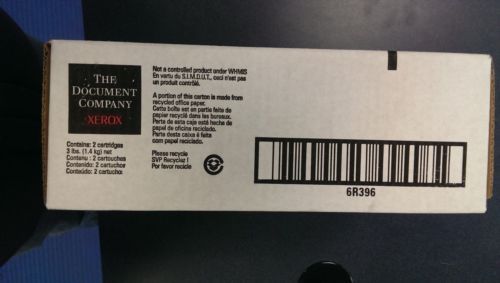 THE
DOCUMENT
COMPANY
XEROX
Contains: 2 cartridges
3 lbs. (1.4 kg) net
Contenu : 2 cartouches
Contenido: 2 cartuchos
Conteúdo: 2 cartuchos
Not a controlled product under WHMIS
En vertu du S.I.M.D.U.T., ceci n'est pas
un produit contrôlé.
A portion of this carton is made from
recycled office paper.
Cette boîte est en partie faite de
papier recyclé dans les bureaux.
Parte de esta caja esté hecha de
papel de oficina reciclado.
Parte desta caixa é feita
com papel reciclado.
Please recycle
SVP Recyclez !
Por favor recicle
6R396